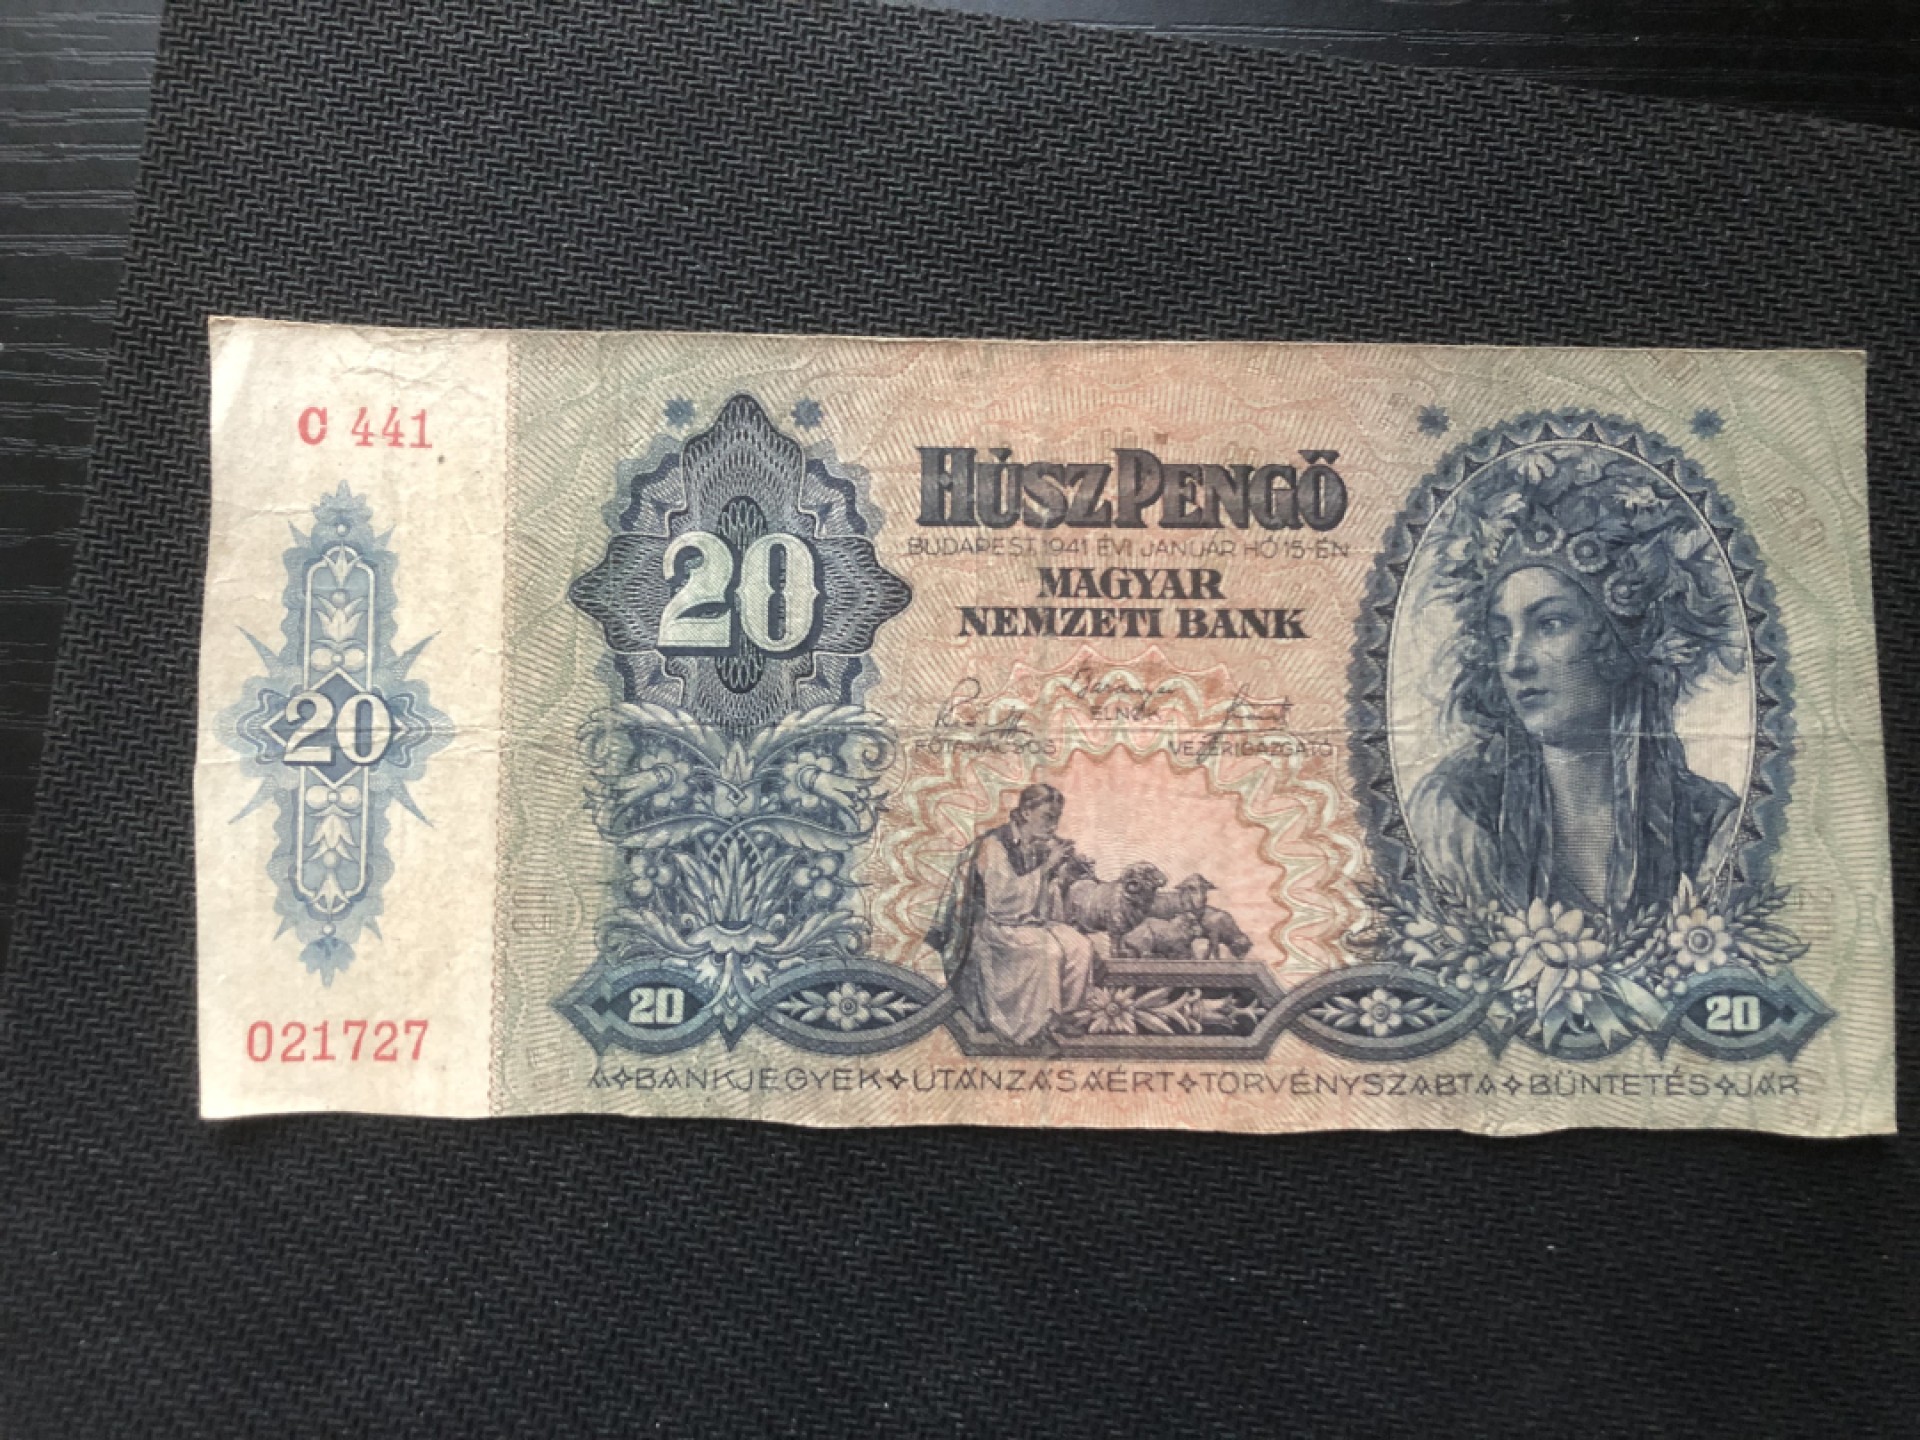 C 441
20
021727
20
HÚSZ PENGŐ
BUDAPEST, 1941 ÉVI JANUÁR HÓ 15-ÉN
MAGYAR
NEMZETI BANK
ELNÖK
FŐTANÁCSOS VEZÉRIGAZGATÓ
20 20
A BANKJEGYEK UTÁNZÁSÁÉRT TÖRVÉNYSZABTA BÜNTETÉS JÁR